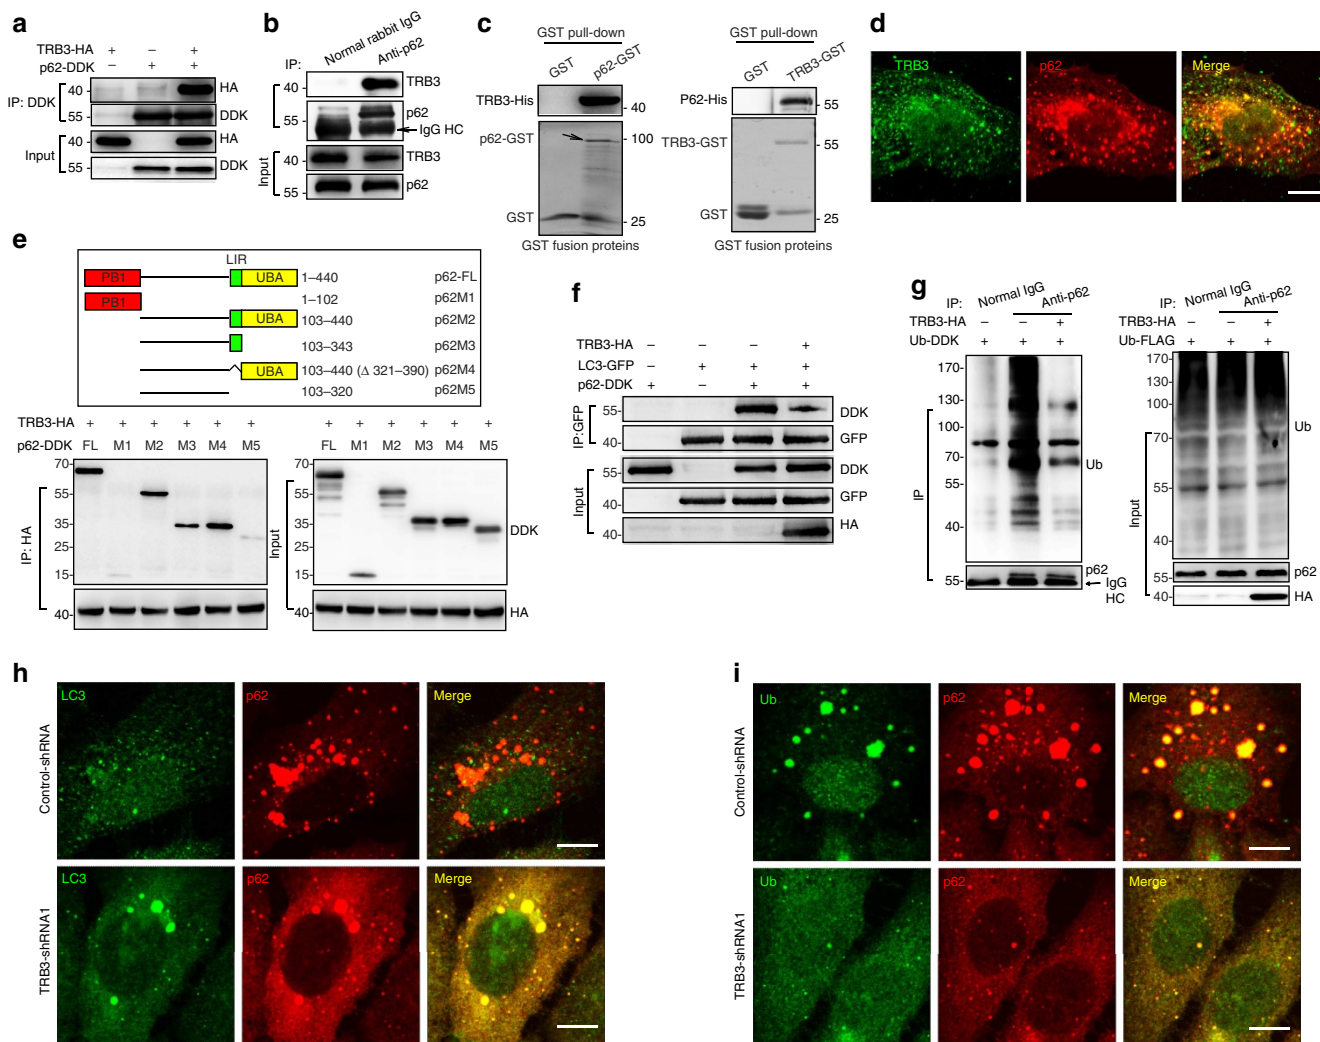 a
TRB3-HA + – +
p62-DDK – + +
IP: DDK
40 HA
55 DDK
Input
40 HA
55 DDK
b
IP:
Normal rabbit IgG
Anti-p62
40 TRB3
p62
55 IgG HC
Input
40 TRB3
55 p62
c
GST pull-down
GST p62-GST
TRB3-His
40
p62-GST 100
GST 25
GST fusion proteins
GST pull-down
GST TRB3-GST
P62-His 55
TRB3-GST 55
GST 25
GST fusion proteins
d
TRB3
p62
Merge
e
LIR
PB1 UBA 1–440 p62-FL
PB1 1–102 p62M1
UBA 103–440 p62M2
103–343 p62M3
UBA 103–440 (Δ 321–390) p62M4
103–320 p62M5
TRB3-HA + + + + + + + + + + + +
p62-DDK FL M1 M2 M3 M4 M5 FL M1 M2 M3 M4 M5
IP: HA
70
55
35
25
15
40
Input
70
55
35 DDK
25
15
40 HA
f
TRB3-HA – – – +
LC3-GFP – + + +
p62-DDK + – + +
IP:GFP
55 DDK
40 GFP
Input
55 DDK
40 GFP
40 HA
g
IP: Normal IgG Anti-p62
TRB3-HA – – +
Ub-DDK + + +
IP
170
130
100
70
55
40
Ub
p62
55 IgG
HC
IP: Normal IgG Anti-p62
TRB3-HA – – +
Ub-FLAG + + +
Input
170
130
100
Ub
70
55
40
55 p62
40 HA
h
Control-shRNA
LC3
p62
Merge
TRB3-shRNA1
LC3
p62
Merge
i
Control-shRNA
Ub
p62
Merge
TRB3-shRNA1
Ub
p62
Merge